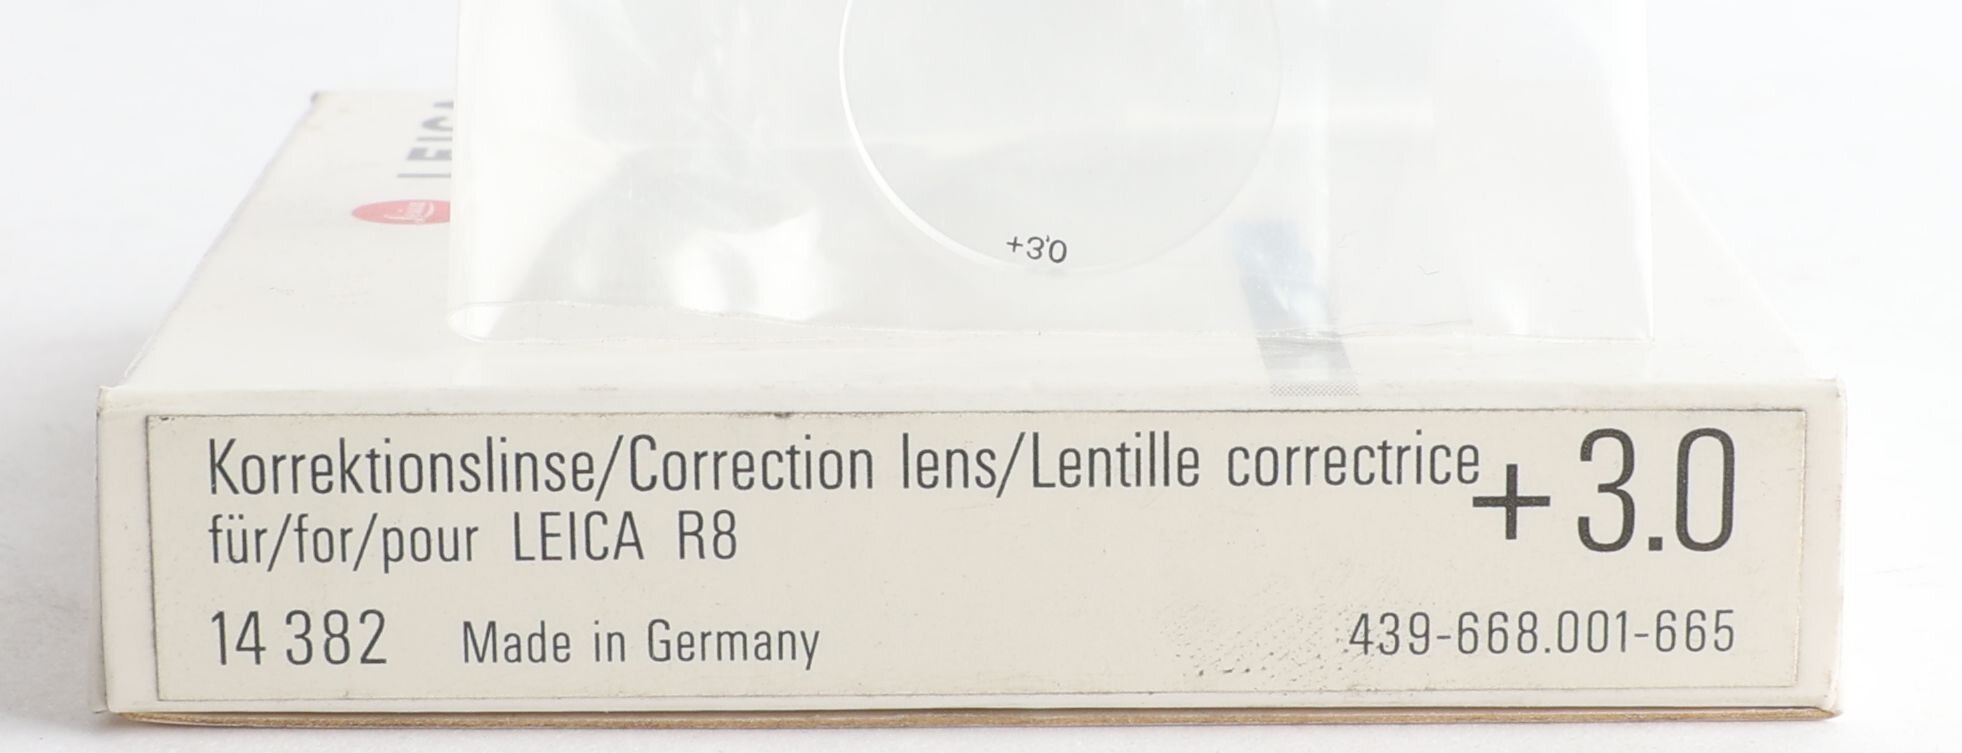 +3,0
Korrektionslinse/Correction lens/Lentille correctrice +3.0
für/for/pour LEICA R8
14 382 Made in Germany 439-668.001-665